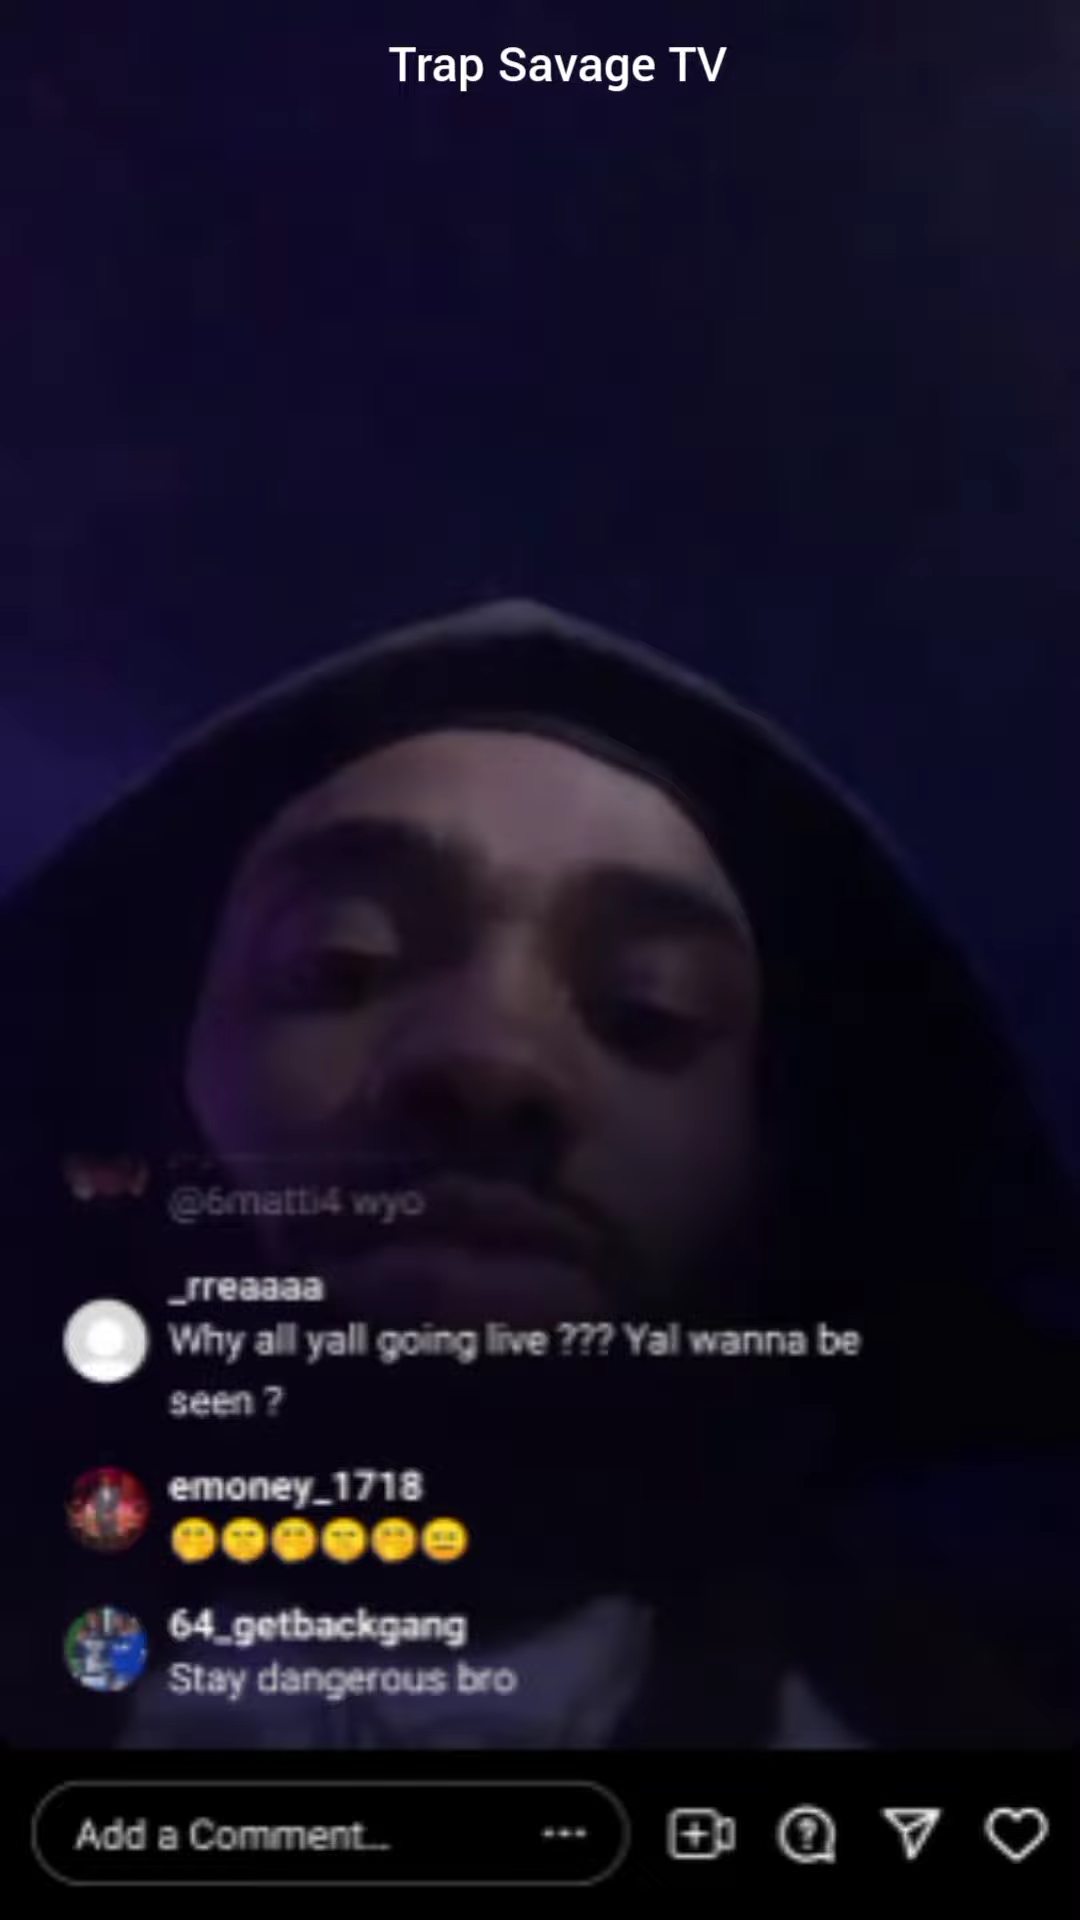 Trap Savage TV
@6matti4 wyo
_rreaaaa
Why all yall going live ??? Yal wanna be
seen ?
emoney_1718
64_getbackgang
Stay dangerous bro
Add a Comment...